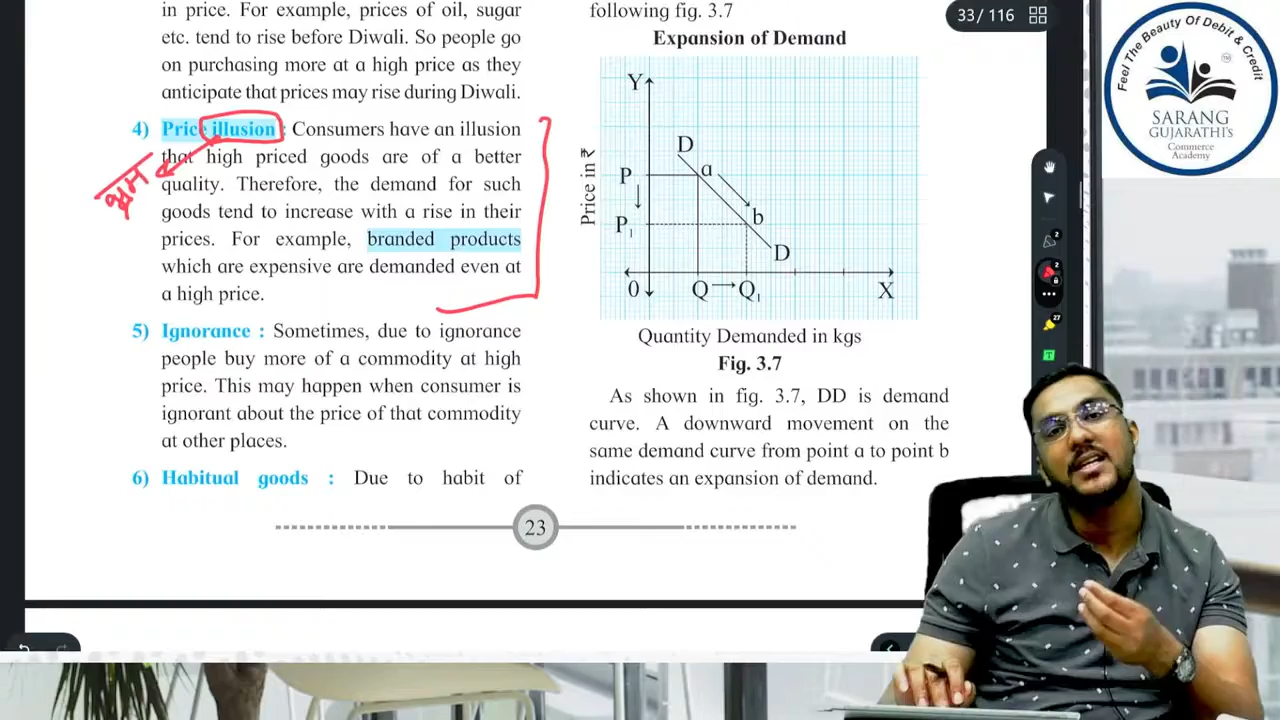 in price. For example, prices of oil, sugar
etc. tend to rise before Diwali. So people go
on purchasing more at a high price as they
anticipate that prices may rise during Diwali.
4) Price illusion : Consumers have an illusion
that high priced goods are of a better
quality. Therefore, the demand for such
goods tend to increase with a rise in their
prices. For example, branded products
which are expensive are demanded even at
a high price.
भ्रम
5) Ignorance : Sometimes, due to ignorance
people buy more of a commodity at high
price. This may happen when consumer is
ignorant about the price of that commodity
at other places.
6) Habitual goods : Due to habit of
following fig. 3.7
Expansion of Demand
Y
Price in ₹
D
P
a
P₁
b
D
0
Q
Q₁
X
Quantity Demanded in kgs
Fig. 3.7
As shown in fig. 3.7, DD is demand
curve. A downward movement on the
same demand curve from point a to point b
indicates an expansion of demand.
23
33 / 116
2
2
27
T
Feel The Beauty Of Debit & Credit
TM
SARANG
GUJARATHI's
Commerce
Academy